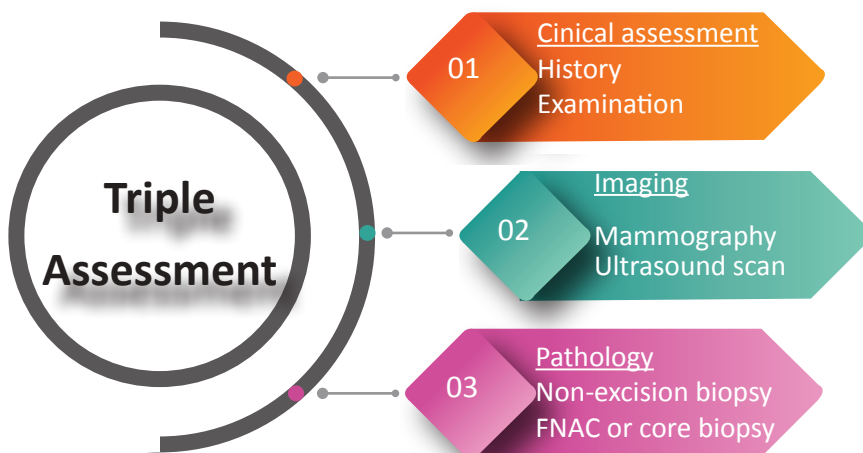 Triple
Assessment
01
Cinical assessment
History
Examination
02
Imaging
Mammography
Ultrasound scan
03
Pathology
Non-excision biopsy
FNAC or core biopsy